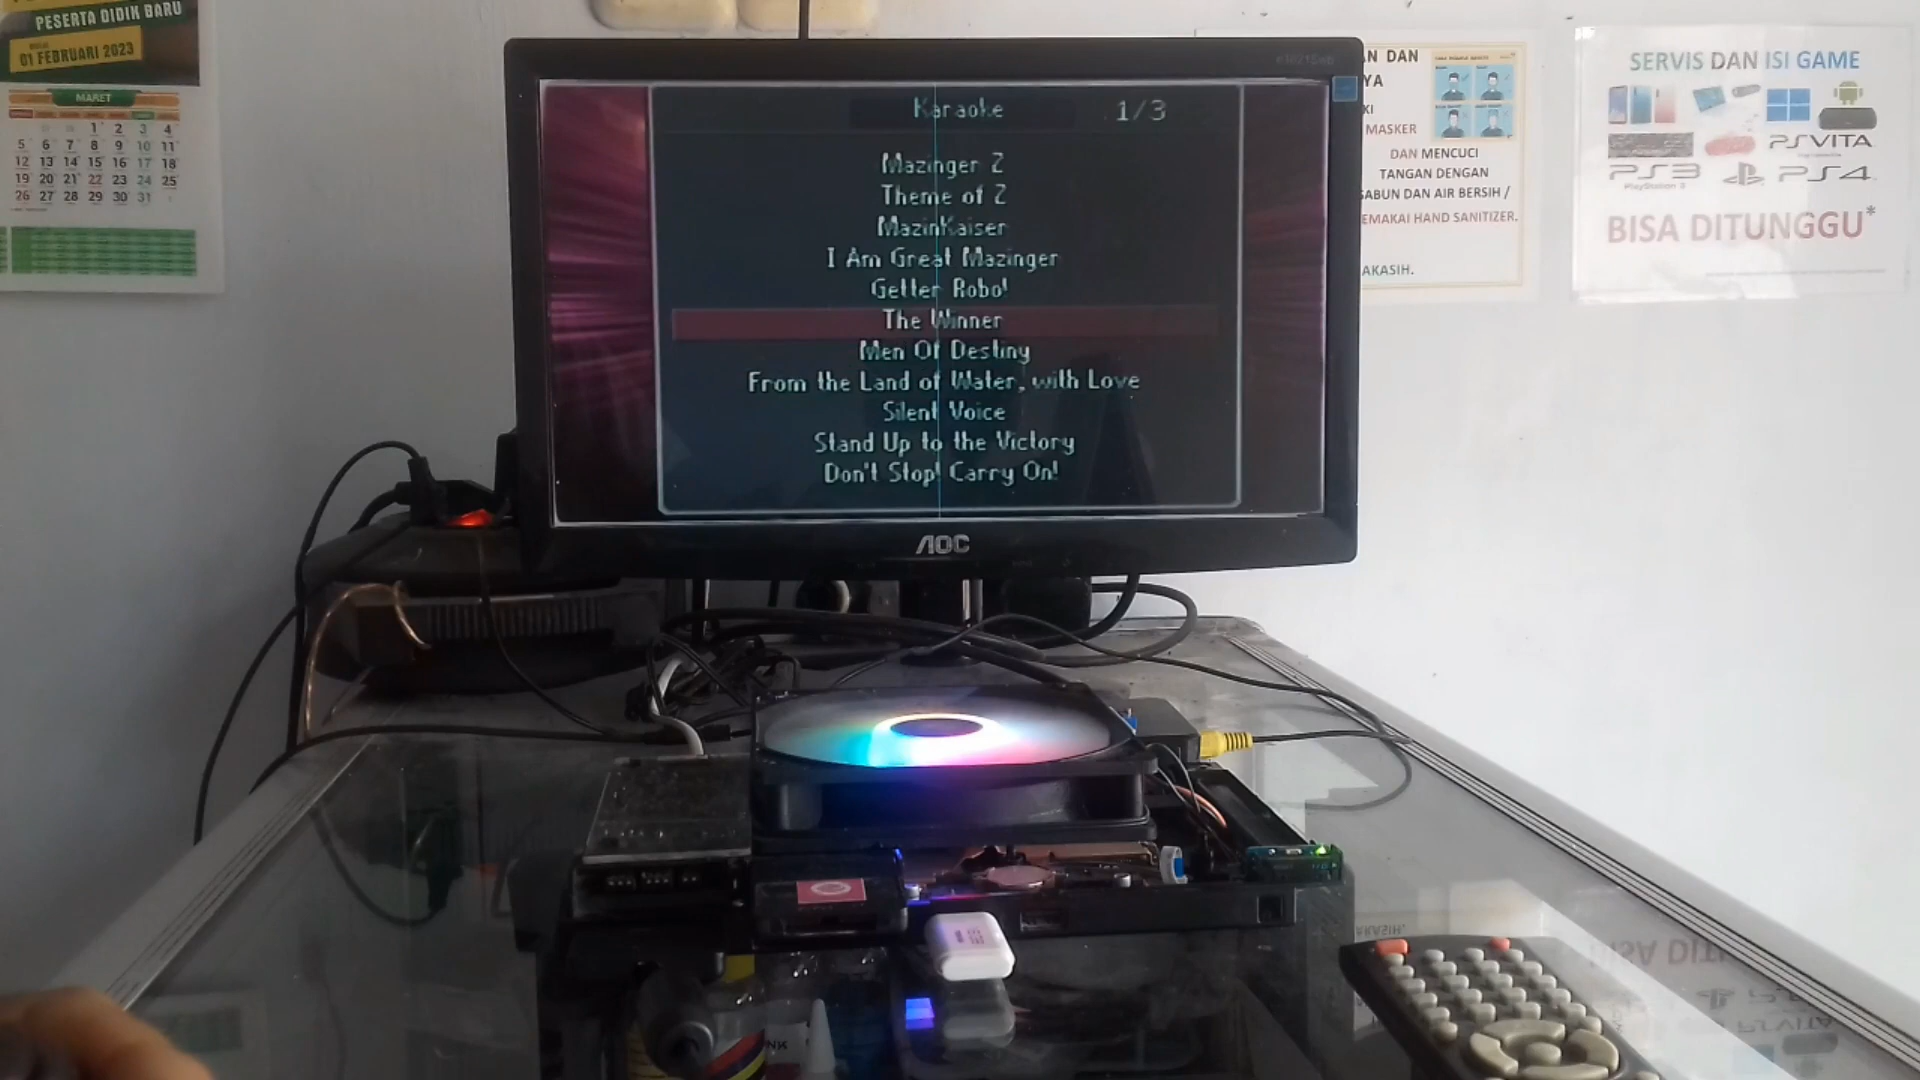 PESERTA DIDIK BARU
01 FEBRUARI 2023
MARET
1 2 3 4
5 6 7 8 9 10 11
12 13 14 15 16 17 18
19 20 21 22 23 24 25
26 27 28 29 30 31
Karaoke 1/3
Mazinger Z
Theme of Z
MazinKaiser
I Am Great Mazinger
Getter Robo!
The Winner
Men Of Destiny
From the Land of Water, with Love
Silent Voice
Stand Up to the Victory
Don't Stop! Carry On!
AOC
N DAN
YA
KI
MASKER
DAN MENCUCI
TANGAN DENGAN
SABUN DAN AIR BERSIH /
EMAKAI HAND SANITIZER.
AKASIH.
SERVIS DAN ISI GAME
PSVITA
PS3 PS4
PlayStation 3
BISA DITUNGGU*